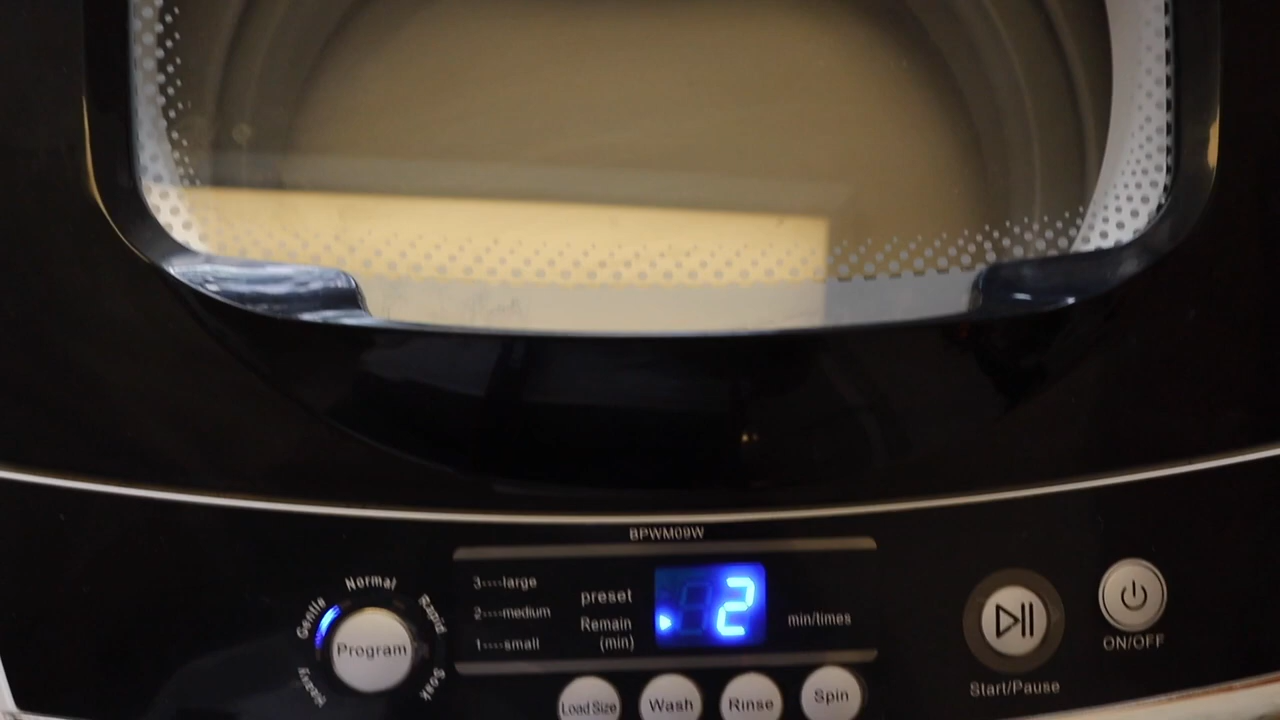 BPWM09W
Normal
Gentle
Rapid
Heavy
Soak
Program
3----large
2----medium
1----small
preset
Remain
(min)
2
min/times
Load Size
Wash
Rinse
Spin
Start/Pause
ON/OFF